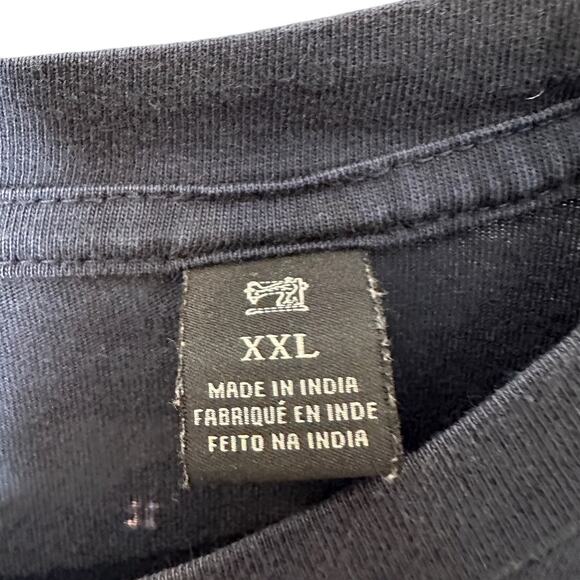 XXL
MADE IN INDIA
FABRIQUÉ EN INDE
FEITO NA INDIA